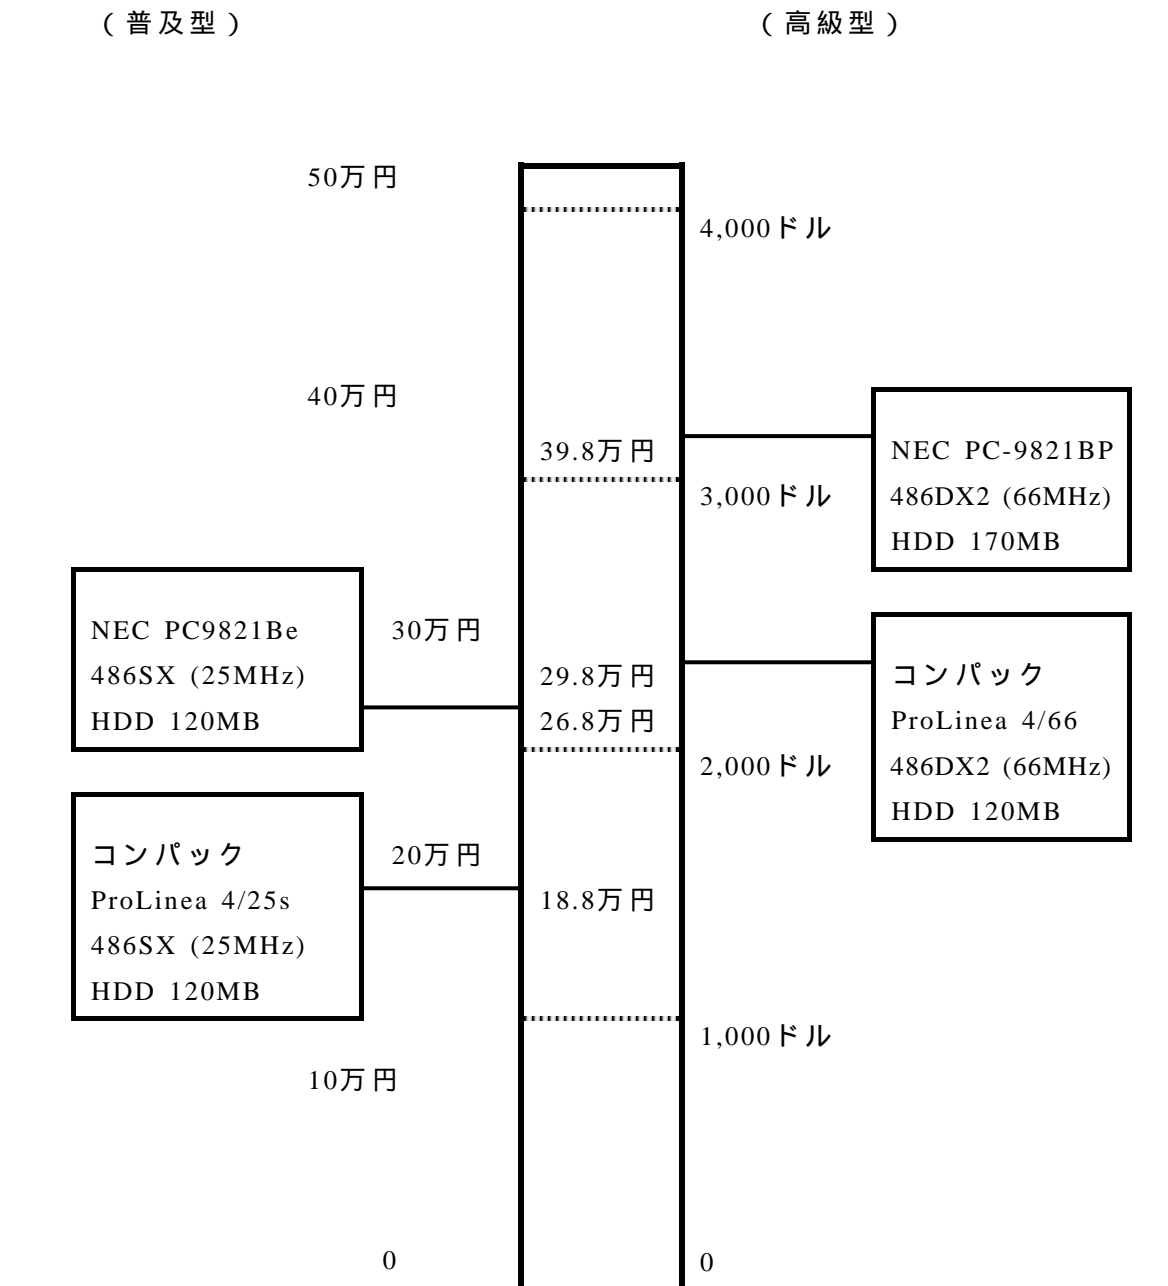 (普及型)
(高級型)
50万円
4,000ドル
40万円
39.8万円
3,000ドル
NEC PC-9821BP
486DX2 (66MHz)
HDD 170MB
NEC PC9821Be
486SX (25MHz)
HDD 120MB
30万円
29.8万円
26.8万円
2,000ドル
コンパック
ProLinea 4/66
486DX2 (66MHz)
HDD 120MB
コンパック
ProLinea 4/25s
486SX (25MHz)
HDD 120MB
20万円
18.8万円
1,000ドル
10万円
0
0